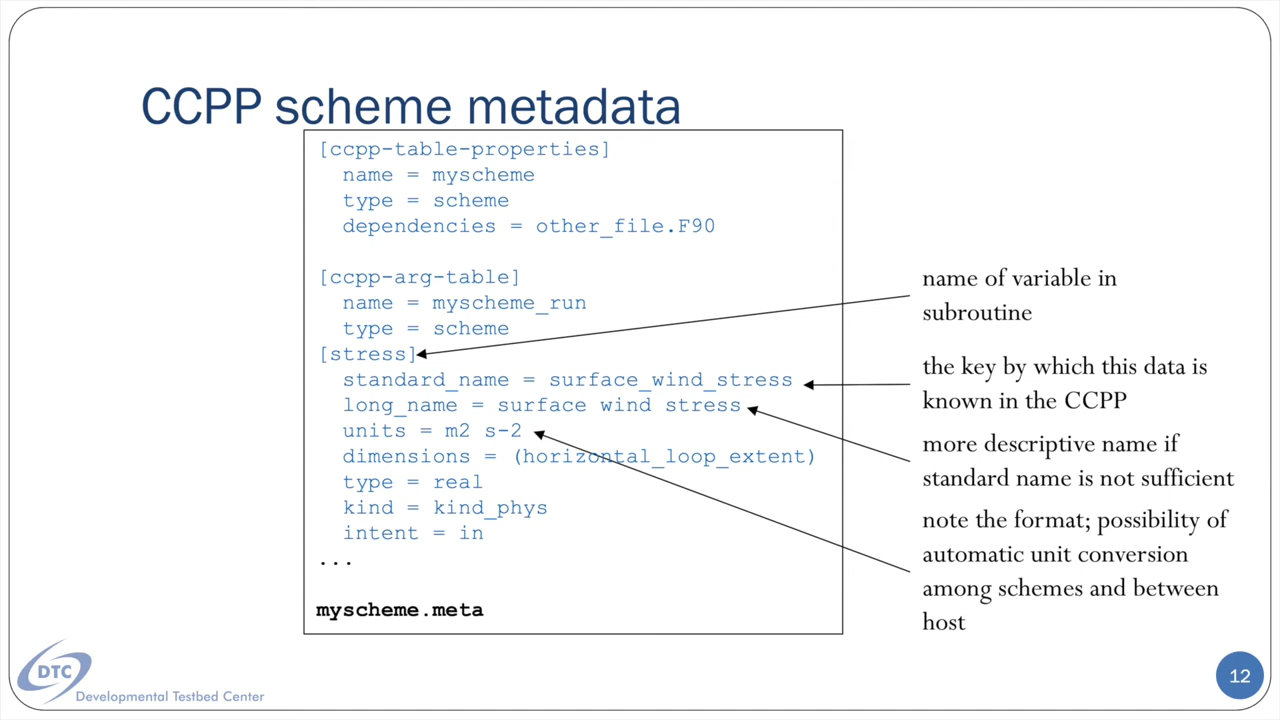 CCPP scheme metadata
[ccpp-table-properties]
name = myscheme
type = scheme
dependencies = other_file.F90
[ccpp-arg-table]
name = myscheme_run
type = scheme
[stress]
standard_name = surface_wind_stress
long_name = surface wind stress
units = m2 s-2
dimensions = (horizontal_loop_extent)
type = real
kind = kind_phys
intent = in
...
myscheme.meta
name of variable in
subroutine
the key by which this data is
known in the CCPP
more descriptive name if
standard name is not sufficient
note the format; possibility of
automatic unit conversion
among schemes and between
host
DTC
Developmental Testbed Center
12